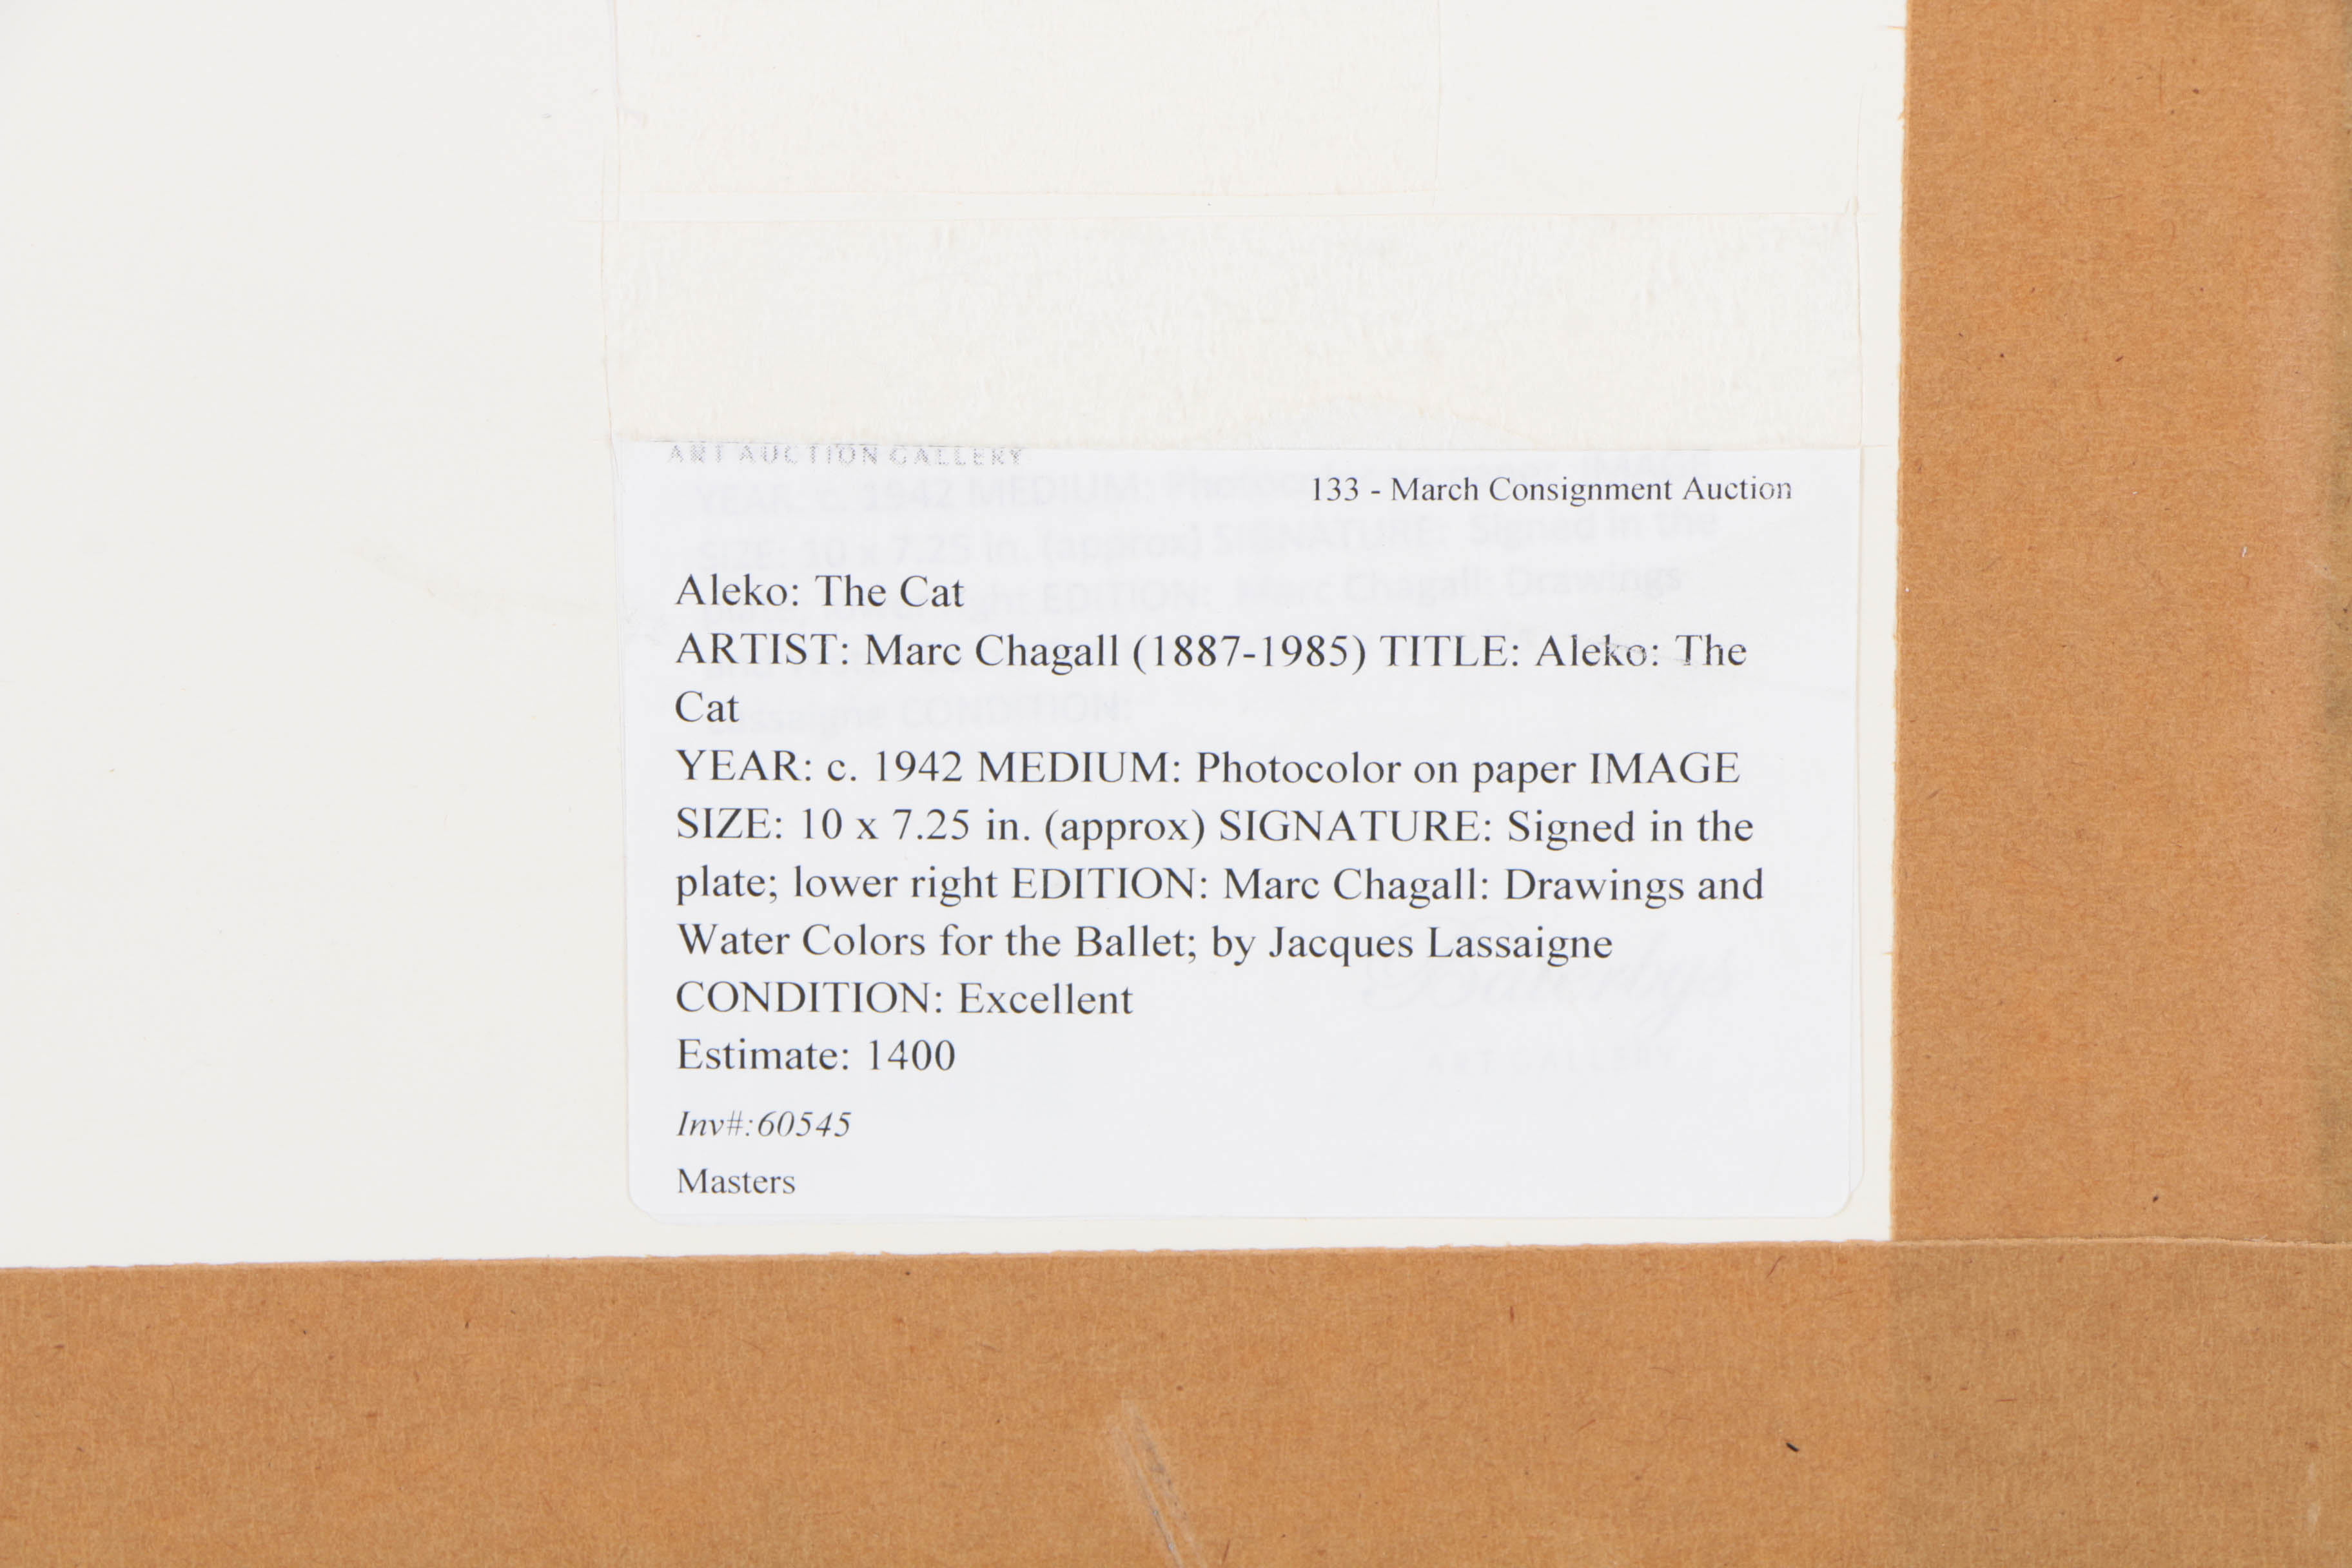 ART AUCTION GALLERY
133 - March Consignment Auction
Aleko: The Cat
ARTIST: Marc Chagall (1887-1985) TITLE: Aleko: The
Cat
YEAR: c. 1942 MEDIUM: Photocolor on paper IMAGE
SIZE: 10 x 7.25 in. (approx) SIGNATURE: Signed in the
plate; lower right EDITION: Marc Chagall: Drawings and
Water Colors for the Ballet; by Jacques Lassaigne
CONDITION: Excellent
Estimate: 1400
Inv#:60545
Masters